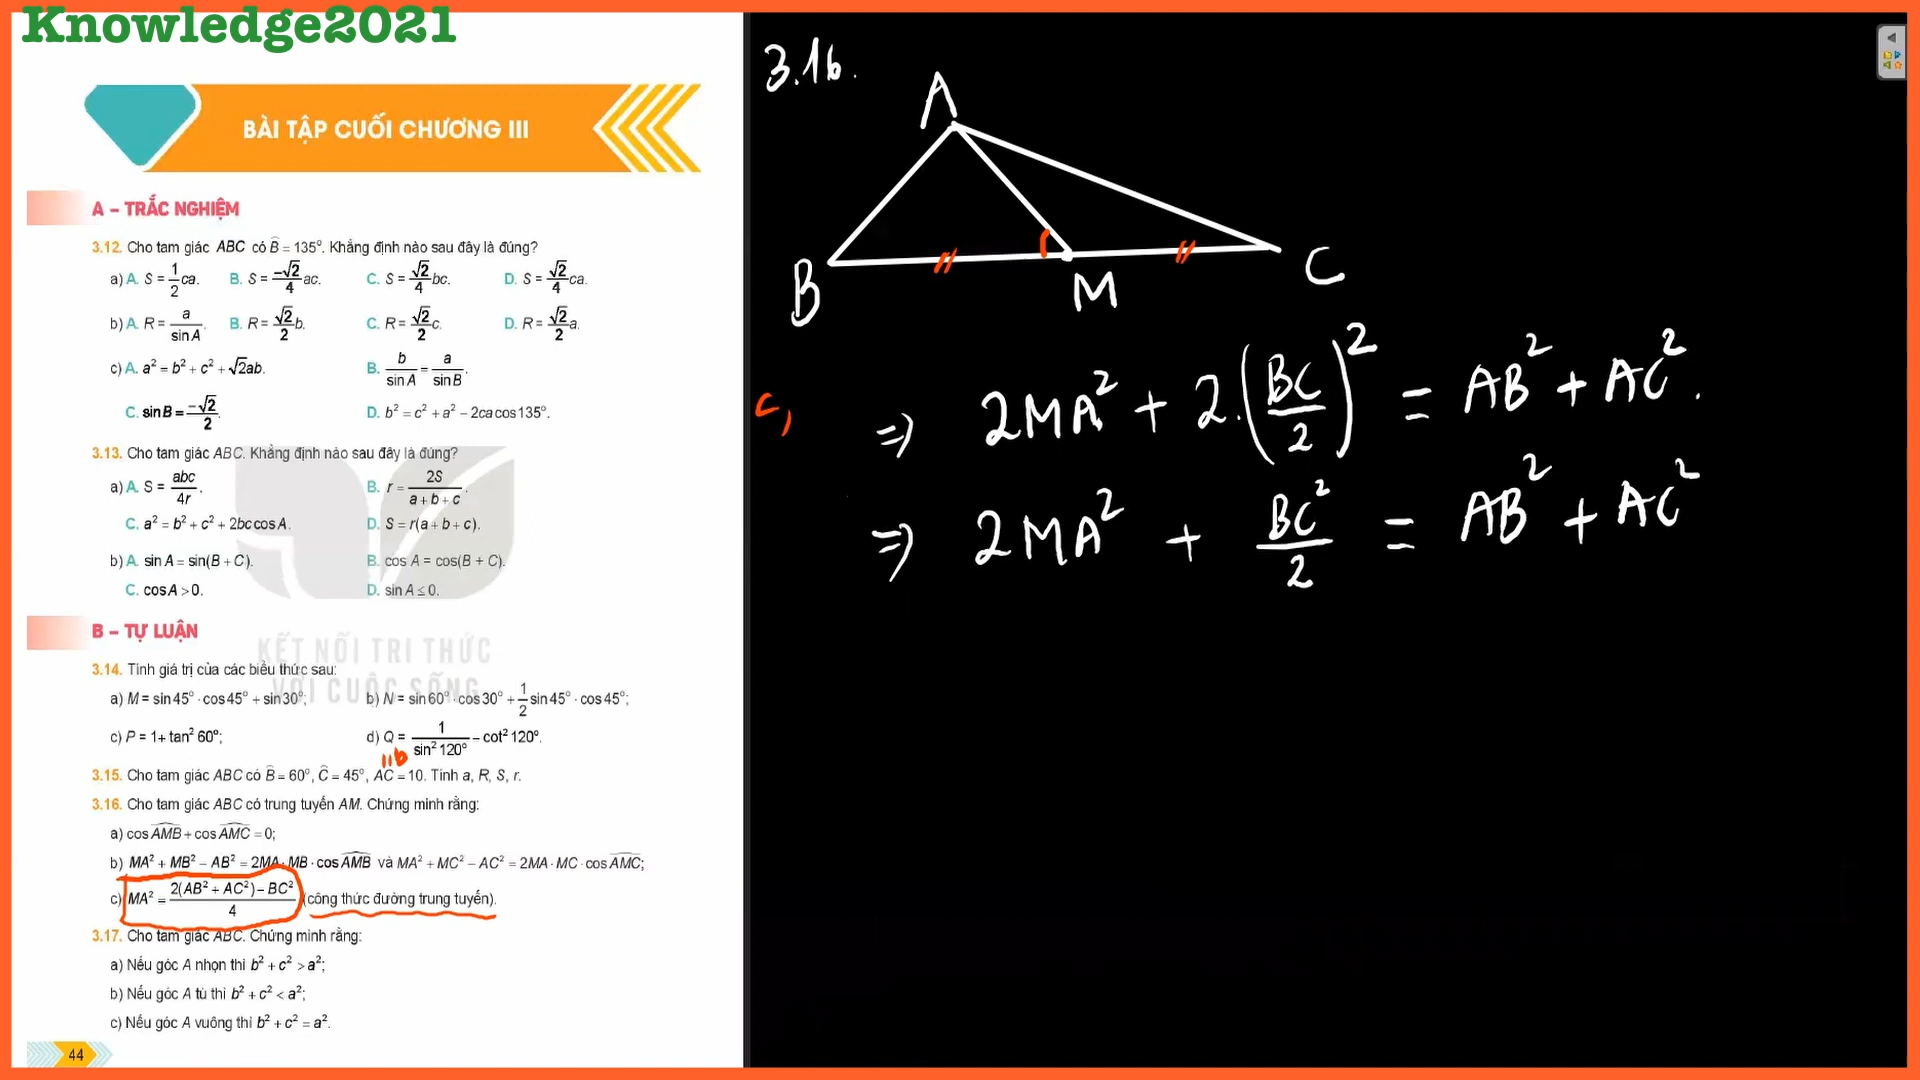 Knowledge2021
BÀI TẬP CUỐI CHƯƠNG III
A – TRẮC NGHIỆM
3.12. Cho tam giác ABC có B̂ = 135°. Khẳng định nào sau đây là đúng?
a) A. S = 1/2 ca. B. S = −√2/4 ac. C. S = √2/4 bc. D. S = √2/4 ca.
b) A. R = a/sin A. B. R = √2/2 b. C. R = √2/2 c. D. R = √2/2 a.
c) A. a² = b² + c² + √2ab. B. b/sin A = a/sin B.
C. sin B = −√2/2. D. b² = c² + a² − 2ca cos 135°.
3.13. Cho tam giác ABC. Khẳng định nào sau đây là đúng?
a) A. S = abc/4r. B. r = 2S/(a + b + c).
C. a² = b² + c² + 2bc cos A. D. S = r(a + b + c).
b) A. sin A = sin(B + C). B. cos A = cos(B + C).
C. cos A > 0. D. sin A ≤ 0.
B – TỰ LUẬN
KẾT NỐI TRI THỨC
VỚI CUỘC SỐNG
3.14. Tính giá trị của các biểu thức sau:
a) M = sin 45° · cos 45° + sin 30°; b) N = sin 60° · cos 30° + 1/2 sin 45° · cos 45°;
c) P = 1 + tan² 60°; d) Q = 1/sin² 120° − cot² 120°.
"b
3.15. Cho tam giác ABC có B̂ = 60°, Ĉ = 45°, AC = 10. Tính a, R, S, r.
3.16. Cho tam giác ABC có trung tuyến AM. Chứng minh rằng:
a) cos AMB + cos AMC = 0;
b) MA² + MB² − AB² = 2MA · MB · cos AMB và MA² + MC² − AC² = 2MA · MC · cos AMC;
c) MA² = (2(AB² + AC²) − BC²)/4 (công thức đường trung tuyến).
3.17. Cho tam giác ABC. Chứng minh rằng:
a) Nếu góc A nhọn thì b² + c² > a²;
b) Nếu góc A tù thì b² + c² < a²;
c) Nếu góc A vuông thì b² + c² = a².
44
3.16.
A
B
M
C
c, ⇒ 2MA² + 2.(BC/2)² = AB² + AC².
⇒ 2MA² + BC²/2 = AB² + AC²